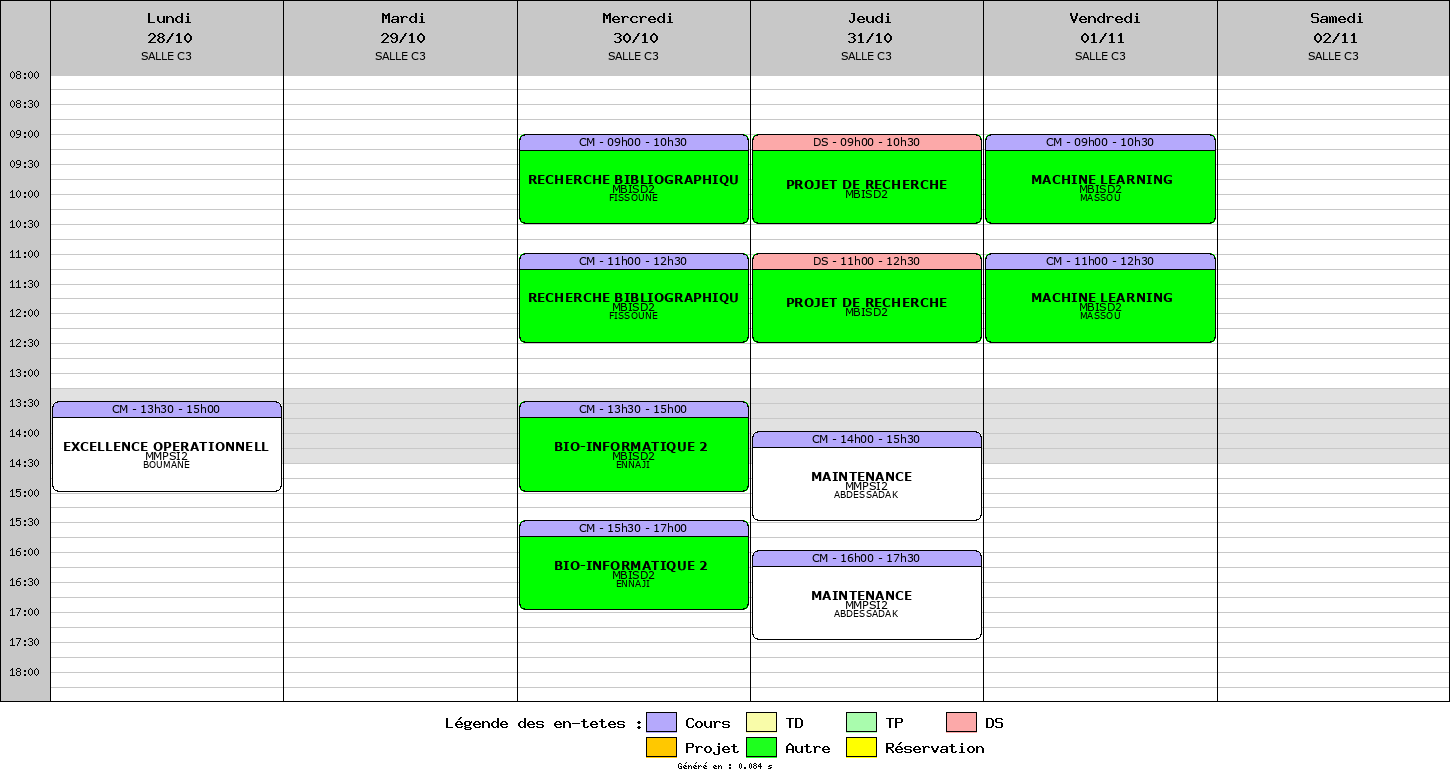 Lundi
28/10
SALLE C3
Mardi
29/10
SALLE C3
Mercredi
30/10
SALLE C3
Jeudi
31/10
SALLE C3
Vendredi
01/11
SALLE C3
Samedi
02/11
SALLE C3
08:00
08:30
09:00
09:30
10:00
10:30
11:00
11:30
12:00
12:30
13:00
13:30
14:00
14:30
15:00
15:30
16:00
16:30
17:00
17:30
18:00
CM - 13h30 - 15h00
EXCELLENCE OPERATIONNELL
MMPSI2
BOUMANE
CM - 09h00 - 10h30
RECHERCHE BIBLIOGRAPHIQU
MBISD2
FISSOUNE
CM - 11h00 - 12h30
RECHERCHE BIBLIOGRAPHIQU
MBISD2
FISSOUNE
CM - 13h30 - 15h00
BIO-INFORMATIQUE 2
MBISD2
ENNAJI
CM - 15h30 - 17h00
BIO-INFORMATIQUE 2
MBISD2
ENNAJI
DS - 09h00 - 10h30
PROJET DE RECHERCHE
MBISD2
DS - 11h00 - 12h30
PROJET DE RECHERCHE
MBISD2
CM - 14h00 - 15h30
MAINTENANCE
MMPSI2
ABDESSADAK
CM - 16h00 - 17h30
MAINTENANCE
MMPSI2
ABDESSADAK
CM - 09h00 - 10h30
MACHINE LEARNING
MBISD2
MASSOU
CM - 11h00 - 12h30
MACHINE LEARNING
MBISD2
MASSOU
Légende des en-tetes : Cours TD TP DS
Projet Autre Réservation
Généré en : 0.084 s